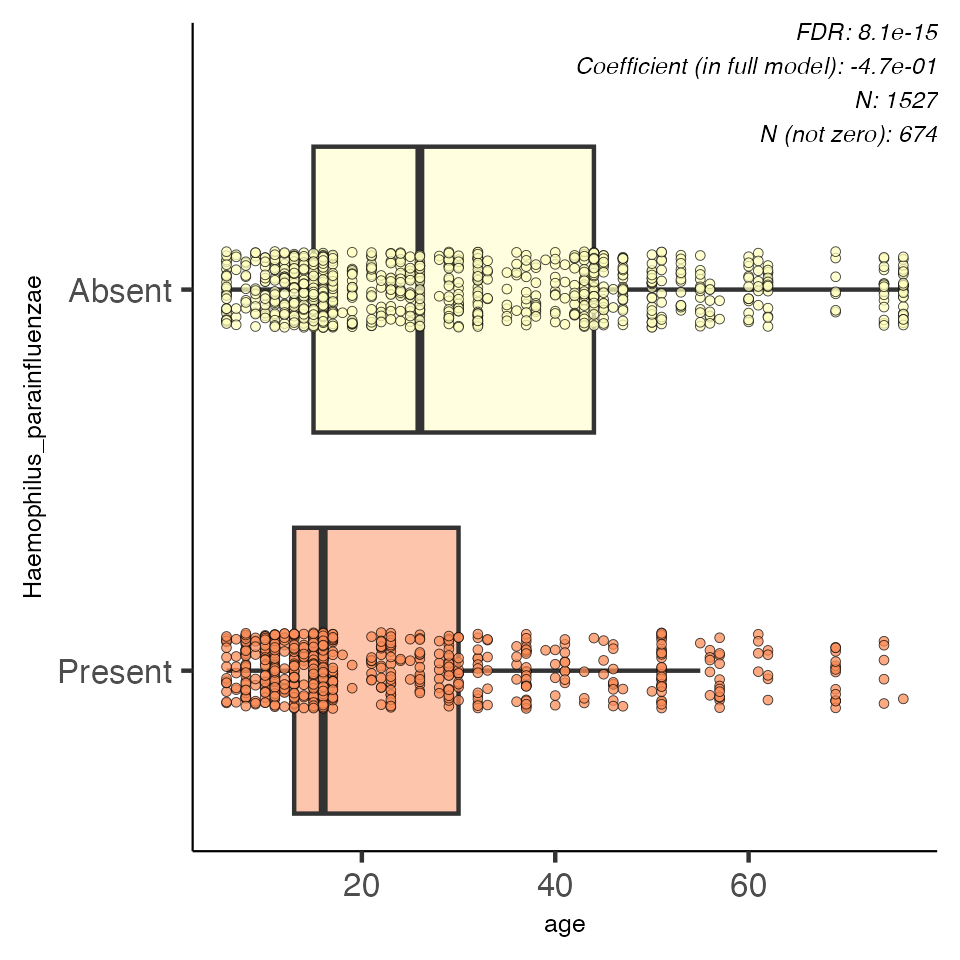 FDR: 8.1e-15
Coefficient (in full model): -4.7e-01
N: 1527
N (not zero): 674
Haemophilus_parainfluenzae
Absent
Present
20 40 60
age